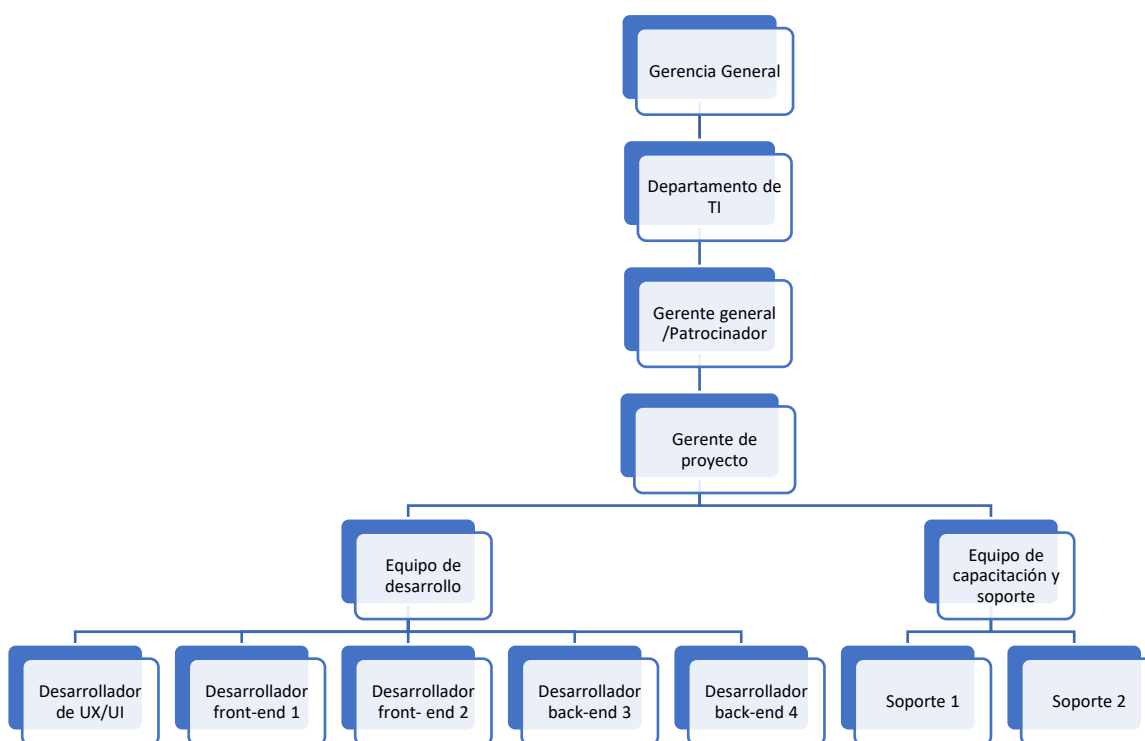 Gerencia General
Departamento de
TI
Gerente general
/Patrocinador
Gerente de
proyecto
Equipo de
desarrollo
Equipo de
capacitación y
soporte
Desarrollador
de UX/UI
Desarrollador
front-end 1
Desarrollador
front- end 2
Desarrollador
back-end 3
Desarrollador
back-end 4
Soporte 1
Soporte 2